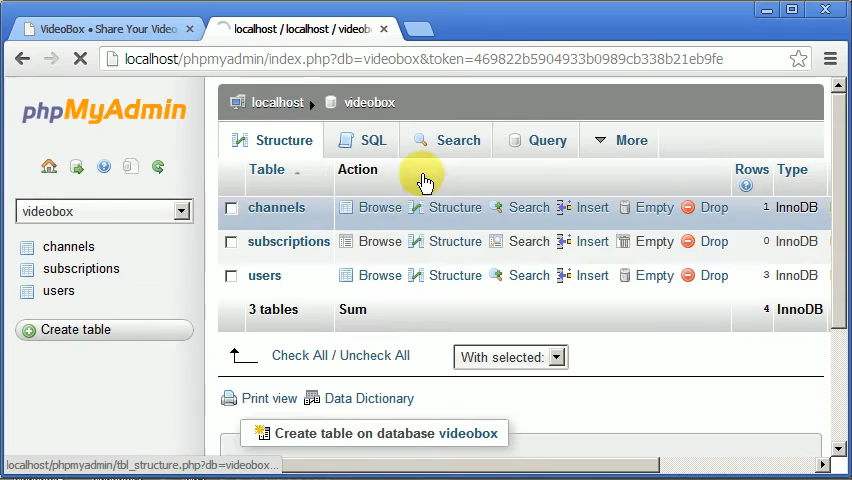 VideoBox • Share Your Video
localhost / localhost / videob
localhost/phpmyadmin/index.php?db=videobox&token=469822b5904933b0989cb338b21eb9fe
phpMyAdmin
videobox
channels
subscriptions
users
Create table
localhost videobox
Structure SQL Search Query More
Table Action Rows Type
channels Browse Structure Search Insert Empty Drop 1 InnoDB
subscriptions Browse Structure Search Insert Empty Drop 0 InnoDB
users Browse Structure Search Insert Empty Drop 3 InnoDB
3 tables Sum 4 InnoDB
Check All / Uncheck All With selected:
Print view Data Dictionary
Create table on database videobox
localhost/phpmyadmin/tbl_structure.php?db=videobox...